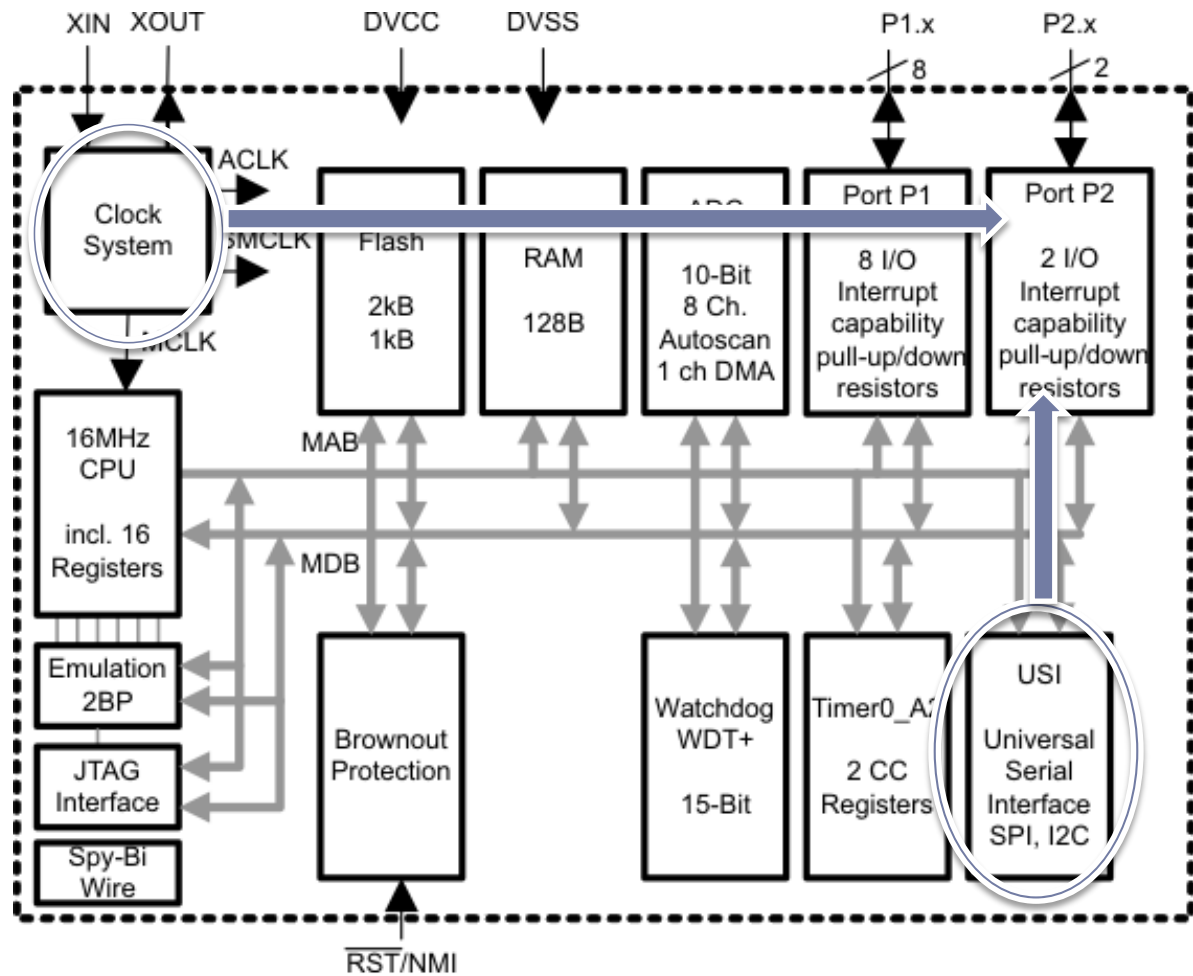 XIN XOUT DVCC DVSS P1.x P2.x
8 2
ACLK
Clock
System
SMCLK
MCLK
Flash
2kB
1kB
RAM
128B
ADC
10-Bit
8 Ch.
Autoscan
1 ch DMA
Port P1
8 I/O
Interrupt
capability
pull-up/down
resistors
Port P2
2 I/O
Interrupt
capability
pull-up/down
resistors
16MHz
CPU
incl. 16
Registers
MAB
MDB
Emulation
2BP
JTAG
Interface
Spy-Bi
Wire
Brownout
Protection
Watchdog
WDT+
15-Bit
Timer0_A2
2 CC
Registers
USI
Universal
Serial
Interface
SPI, I2C
RST/NMI